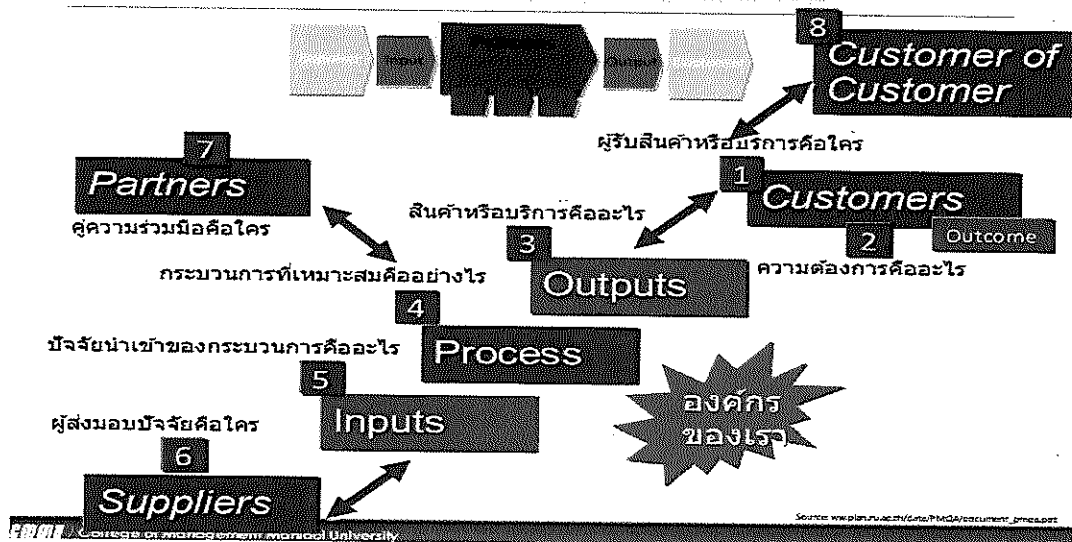 Input
Process
Output
8
Customer of
Customer
ผู้รับสินค้าหรือบริการคือใคร
7
Partners
1
Customers
สินค้าหรือบริการคืออะไร
คู่ความร่วมมือคือใคร
2
Outcome
3
ความต้องการคืออะไร
กระบวนการที่เหมาะสมคืออย่างไร
Outputs
4
Process
ปัจจัยนำเข้าของกระบวนการคืออะไร
5
Inputs
องค์กร
ของเรา
ผู้ส่งมอบปัจจัยคือใคร
6
Suppliers
College of Management Mahidol University